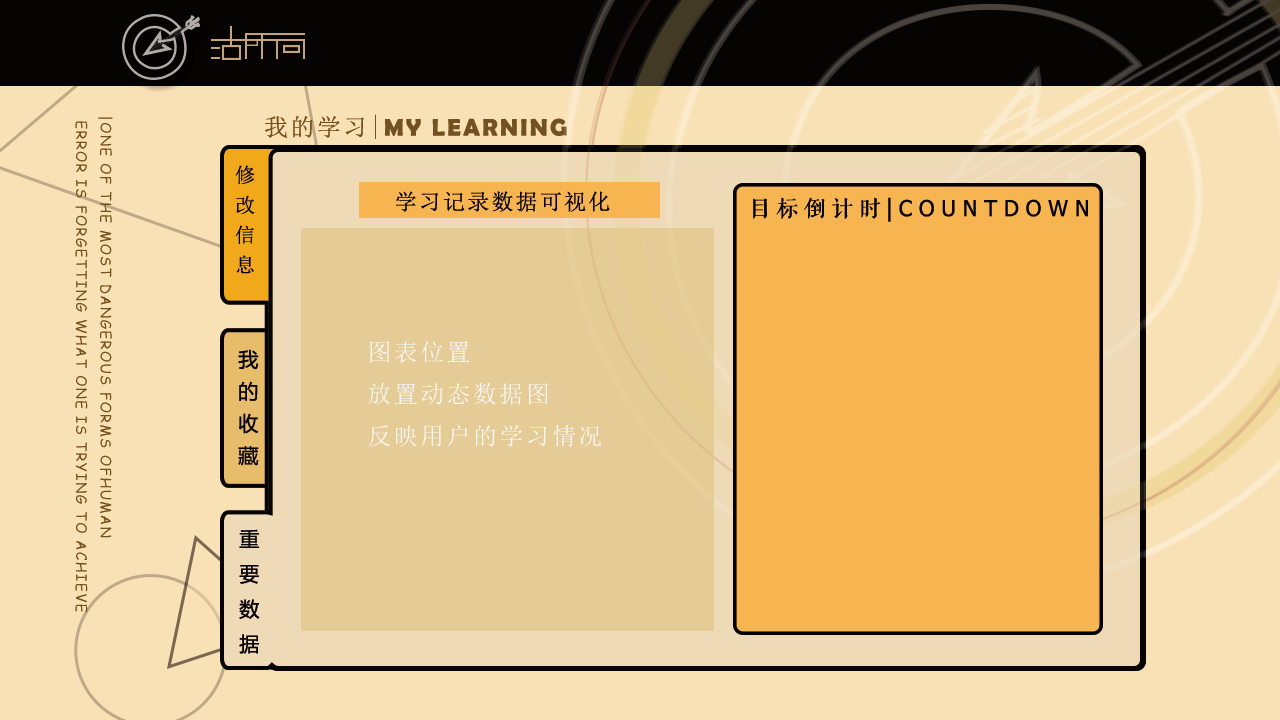 |ONE OF THE MOST DANGEROUS FORMS OFHUMAN
ERROR IS FORGETTING WHAT ONE IS TRYING TO ACHIEVE
我的学习|MY LEARNING
修改信息
我的收藏
重要数据
学习记录数据可视化
图表位置
放置动态数据图
反映用户的学习情况
目标倒计时|COUNTDOWN